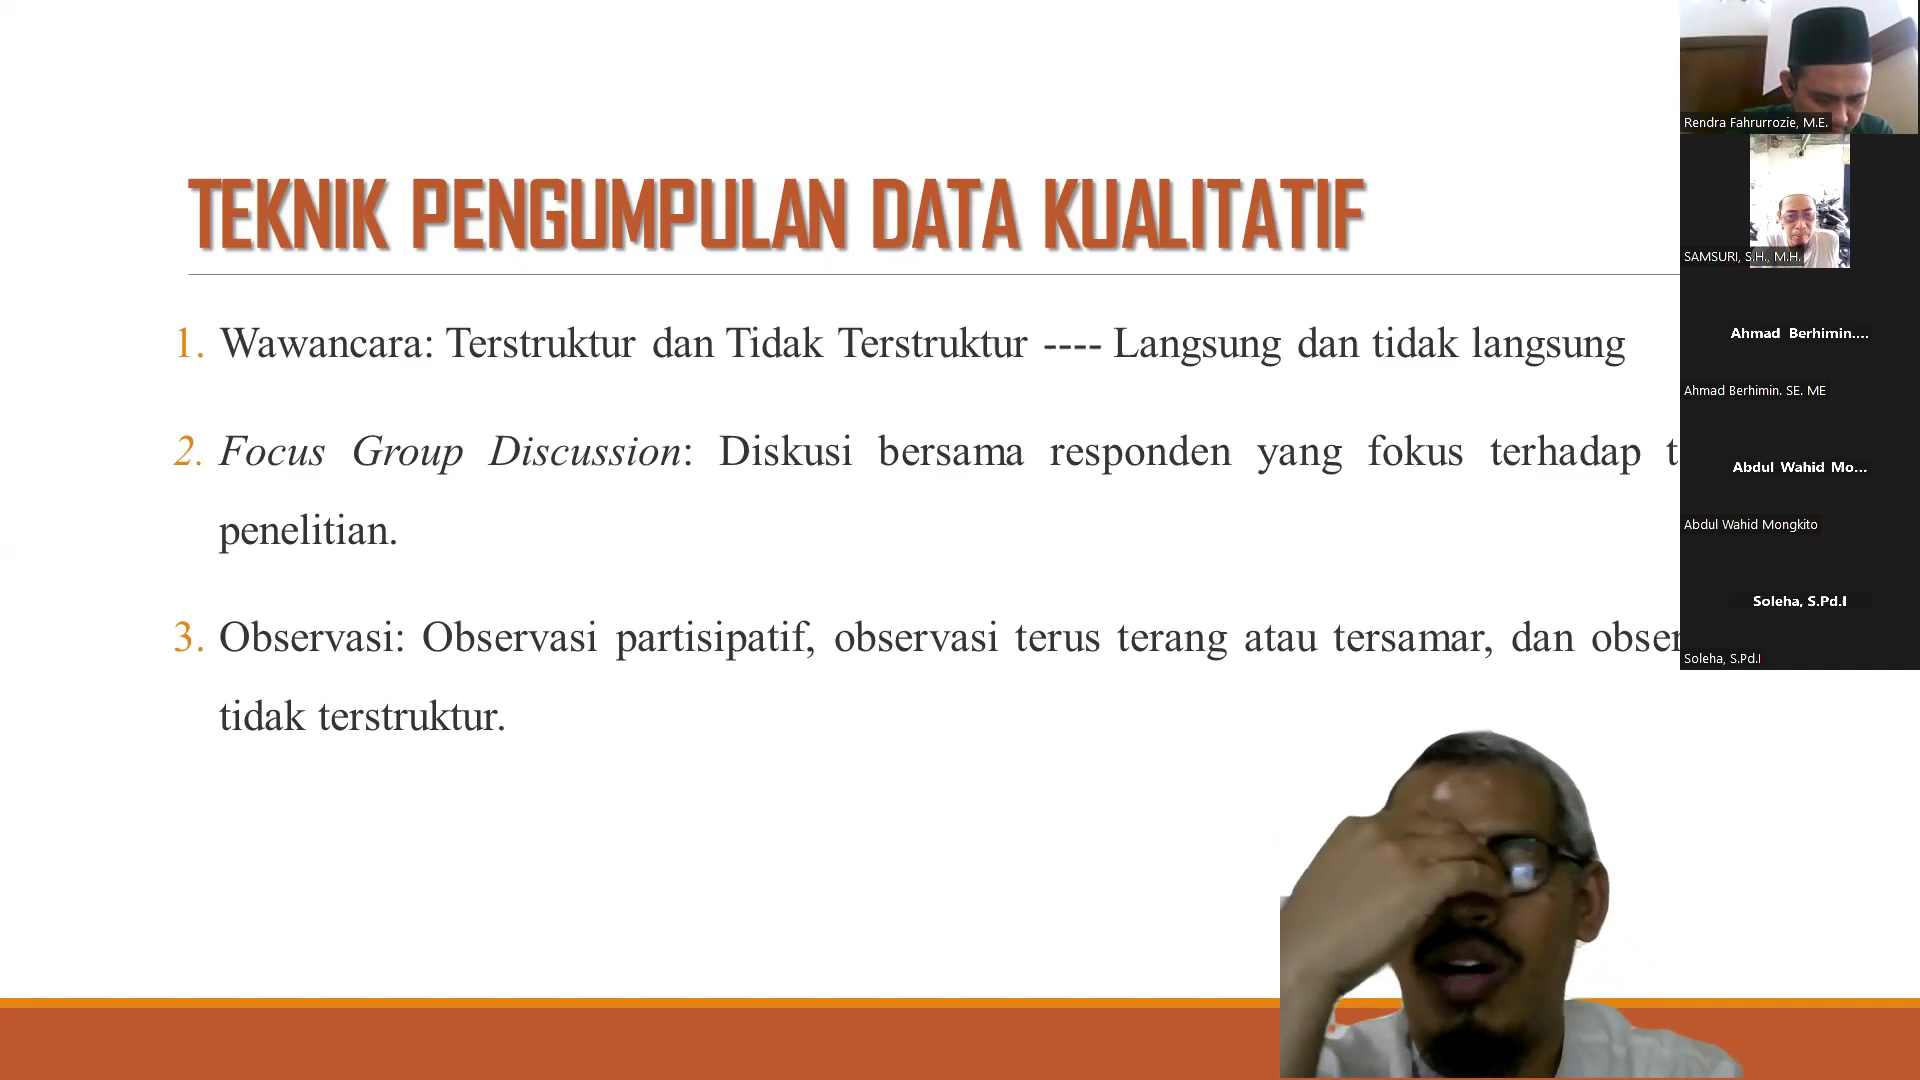 TEKNIK PENGUMPULAN DATA KUALITATIF
1. Wawancara: Terstruktur dan Tidak Terstruktur ---- Langsung dan tidak langsung
2. Focus Group Discussion: Diskusi bersama responden yang fokus terhadap
penelitian.
3. Observasi: Observasi partisipatif, observasi terus terang atau tersamar, dan
tidak terstruktur.
Rendra Fahrurrozie, M.E.
SAMSURI, S.H., M.H.
Ahmad Berhimin....
Ahmad Berhimin. SE. ME
Abdul Wahid Mo...
Abdul Wahid Mongkito
Soleha, S.Pd.I
Soleha, S.Pd.I